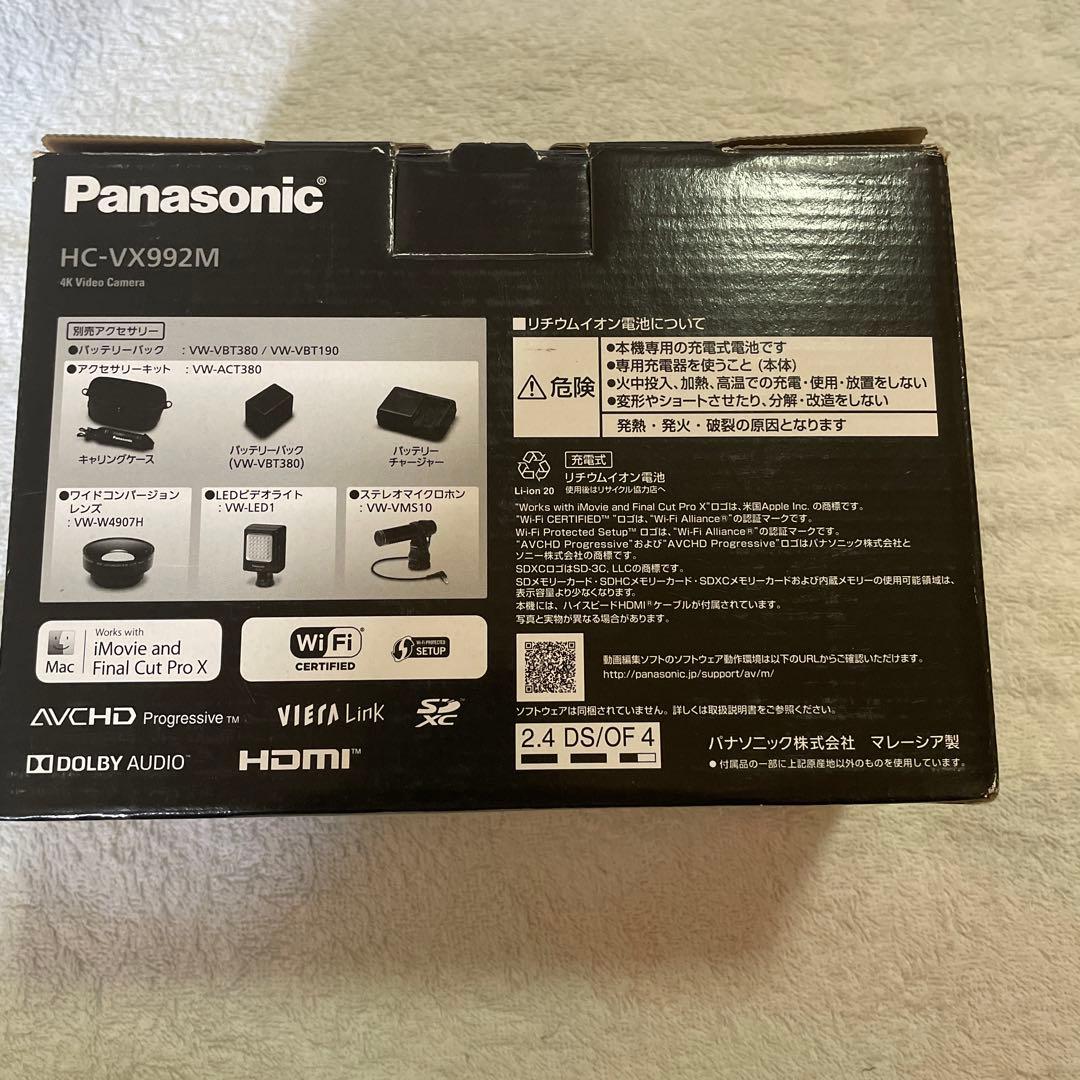 Panasonic®
HC-VX992M
4K Video Camera
別売アクセサリー
●バッテリーパック : VW-VBT380 / VW-VBT190
●アクセサリーキット : VW-ACT380
Panasonic
キャリングケース
バッテリーパック
(VW-VBT380)
バッテリー
チャージャー
●ワイドコンバージョン
レンズ
: VW-W4907H
●LEDビデオライト
: VW-LED1
●ステレオマイクロホン
: VW-VMS10
Mac
Works with
iMovie and
Final Cut Pro X
Wi Fi®
CERTIFIED
WI-FI PROTECTED
SETUP
AVCHD Progressive™
VIERA Link
SD
XC
DOLBY AUDIO™
HDMI™
■リチウムイオン電池について
⚠危険
●本機専用の充電式電池です
●専用充電器を使うこと (本体)
●火中投入、加熱、高温での充電・使用・放置をしない
●変形やショートさせたり、分解・改造をしない
発熱・発火・破裂の原因となります
Li-ion 20
充電式
リチウムイオン電池
使用後はリサイクル協力店へ
"Works with iMovie and Final Cut Pro X"ロゴは、米国Apple Inc. の商標です。
"Wi-Fi CERTIFIED™ "ロゴは、"Wi-Fi Alliance®"の認証マークです。
Wi-Fi Protected Setup™ ロゴは、"Wi-Fi Alliance®"の認証マークです。
"AVCHD Progressive"および"AVCHD Progressive"ロゴはパナソニック株式会社と
ソニー株式会社の商標です。
SDXCロゴはSD-3C, LLCの商標です。
SDメモリーカード・SDHCメモリーカード・SDXCメモリーカードおよび内蔵メモリーの使用可能領域は、
表示容量より少なくなります。
本機には、ハイスピードHDMI®ケーブルが付属されています。
写真と実物が異なる場合があります。
動画編集ソフトのソフトウェア動作環境は以下のURLからご確認いただけます。
http://panasonic.jp/support/av/m/
ソフトウェアは同梱されていません。詳しくは取扱説明書をご参照ください。
2.4 DS/OF 4
パナソニック株式会社 マレーシア製
●付属品の一部に上記原産地以外のものを使用しています。